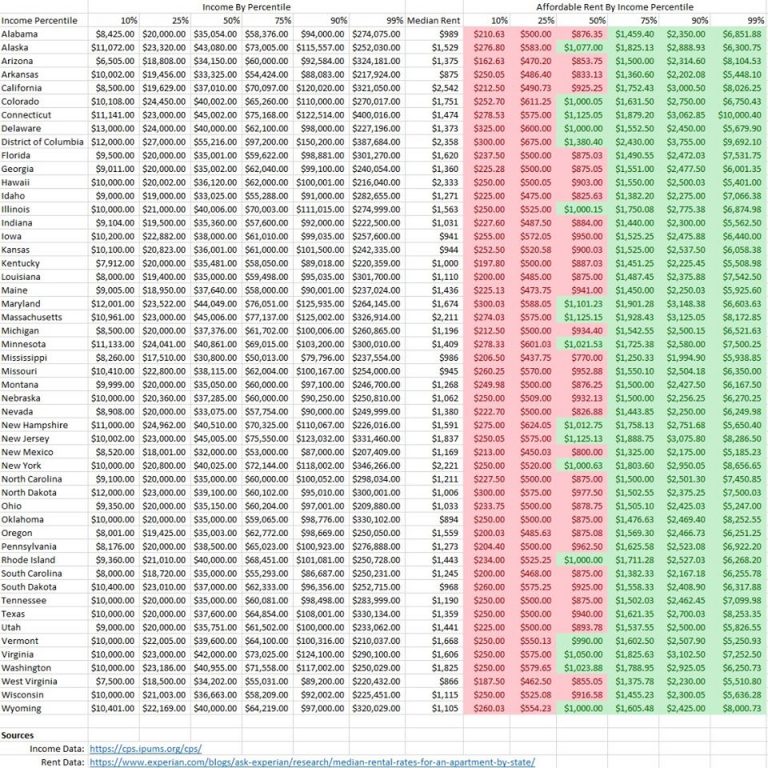 Income By Percentile Affordable Rent By Income Percentile
Income Percentile 10% 25% 50% 75% 90% 99% Median Rent 10% 25% 50% 75% 90% 99%
Alabama $8,425.00 $20,000.00 $35,054.00 $58,376.00 $94,000.00 $274,075.00 $989 $210.63 $500.00 $876.35 $1,459.40 $2,350.00 $6,851.88
Alaska $11,072.00 $23,320.00 $43,080.00 $73,005.00 $115,557.00 $252,030.00 $1,529 $276.80 $583.00 $1,077.00 $1,825.13 $2,888.93 $6,300.75
Arizona $6,505.00 $18,808.00 $34,150.00 $60,000.00 $92,584.00 $324,181.00 $1,375 $162.63 $470.20 $853.75 $1,500.00 $2,314.60 $8,104.53
Arkansas $10,002.00 $19,456.00 $33,325.00 $54,424.00 $88,083.00 $217,924.00 $875 $250.05 $486.40 $833.13 $1,360.60 $2,202.08 $5,448.10
California $8,500.00 $19,629.00 $37,010.00 $70,097.00 $120,020.00 $321,050.00 $2,542 $212.50 $490.73 $925.25 $1,752.43 $3,000.50 $8,026.25
Colorado $10,108.00 $24,450.00 $40,002.00 $65,260.00 $110,000.00 $270,017.00 $1,751 $252.70 $611.25 $1,000.05 $1,631.50 $2,750.00 $6,750.43
Connecticut $11,141.00 $23,000.00 $45,002.00 $75,168.00 $122,514.00 $400,016.00 $1,474 $278.53 $575.00 $1,125.05 $1,879.20 $3,062.85 $10,000.40
Delaware $13,000.00 $24,000.00 $40,000.00 $62,100.00 $98,000.00 $227,196.00 $1,373 $325.00 $600.00 $1,000.00 $1,552.50 $2,450.00 $5,679.90
District of Columbia $12,000.00 $27,000.00 $55,216.00 $97,200.00 $150,200.00 $387,684.00 $2,358 $300.00 $675.00 $1,380.40 $2,430.00 $3,755.00 $9,692.10
Florida $9,500.00 $20,000.00 $35,001.00 $59,622.00 $98,881.00 $301,270.00 $1,620 $237.50 $500.00 $875.03 $1,490.55 $2,472.03 $7,531.75
Georgia $9,011.00 $20,000.00 $35,002.00 $62,040.00 $99,100.00 $240,054.00 $1,360 $225.28 $500.00 $875.05 $1,551.00 $2,477.50 $6,001.35
Hawaii $10,000.00 $20,002.00 $36,120.00 $62,000.00 $100,001.00 $216,040.00 $2,333 $250.00 $500.05 $903.00 $1,550.00 $2,500.03 $5,401.00
Idaho $9,000.00 $19,000.00 $33,025.00 $55,288.00 $91,000.00 $282,655.00 $1,271 $225.00 $475.00 $825.63 $1,382.20 $2,275.00 $7,066.38
Illinois $10,000.00 $21,000.00 $40,006.00 $70,003.00 $111,015.00 $274,999.00 $1,563 $250.00 $525.00 $1,000.15 $1,750.08 $2,775.38 $6,874.98
Indiana $9,104.00 $19,500.00 $35,360.00 $57,600.00 $92,000.00 $222,500.00 $1,031 $227.60 $487.50 $884.00 $1,440.00 $2,300.00 $5,562.50
Iowa $10,200.00 $22,882.00 $38,000.00 $61,010.00 $99,035.00 $257,600.00 $941 $255.00 $572.05 $950.00 $1,525.25 $2,475.88 $6,440.00
Kansas $10,100.00 $20,823.00 $36,001.00 $61,000.00 $101,500.00 $242,335.00 $944 $252.50 $520.58 $900.03 $1,525.00 $2,537.50 $6,058.38
Kentucky $7,912.00 $20,000.00 $35,481.00 $58,050.00 $89,018.00 $220,359.00 $1,000 $197.80 $500.00 $887.03 $1,451.25 $2,225.45 $5,508.98
Louisiana $8,000.00 $19,400.00 $35,000.00 $59,498.00 $95,035.00 $301,700.00 $1,110 $200.00 $485.00 $875.00 $1,487.45 $2,375.88 $7,542.50
Maine $9,005.00 $18,950.00 $37,640.00 $58,000.00 $90,001.00 $237,024.00 $1,436 $225.13 $473.75 $941.00 $1,450.00 $2,250.03 $5,925.60
Maryland $12,001.00 $23,522.00 $44,049.00 $76,051.00 $125,935.00 $264,145.00 $1,674 $300.03 $588.05 $1,101.23 $1,901.28 $3,148.38 $6,603.63
Massachusetts $10,961.00 $23,000.00 $45,006.00 $77,137.00 $125,002.00 $326,914.00 $2,211 $274.03 $575.00 $1,125.15 $1,928.43 $3,125.05 $8,172.85
Michigan $8,500.00 $20,000.00 $37,376.00 $61,702.00 $100,006.00 $260,865.00 $1,196 $212.50 $500.00 $934.40 $1,542.55 $2,500.15 $6,521.63
Minnesota $11,133.00 $24,041.00 $40,861.00 $69,015.00 $103,200.00 $300,010.00 $1,409 $278.33 $601.03 $1,021.53 $1,725.38 $2,580.00 $7,500.25
Mississippi $8,260.00 $17,510.00 $30,800.00 $50,013.00 $79,796.00 $237,554.00 $986 $206.50 $437.75 $770.00 $1,250.33 $1,994.90 $5,938.85
Missouri $10,410.00 $22,800.00 $38,115.00 $62,004.00 $100,167.00 $254,000.00 $945 $260.25 $570.00 $952.88 $1,550.10 $2,504.18 $6,350.00
Montana $9,999.00 $20,000.00 $35,050.00 $60,000.00 $97,100.00 $246,700.00 $1,268 $249.98 $500.00 $876.25 $1,500.00 $2,427.50 $6,167.50
Nebraska $10,000.00 $20,360.00 $37,285.00 $60,000.00 $90,250.00 $250,810.00 $1,062 $250.00 $509.00 $932.13 $1,500.00 $2,256.25 $6,270.25
Nevada $8,908.00 $20,000.00 $33,075.00 $57,754.00 $90,000.00 $249,999.00 $1,380 $222.70 $500.00 $826.88 $1,443.85 $2,250.00 $6,249.98
New Hampshire $11,000.00 $24,962.00 $40,510.00 $70,325.00 $110,067.00 $226,016.00 $1,591 $275.00 $624.05 $1,012.75 $1,758.13 $2,751.68 $5,650.40
New Jersey $10,002.00 $23,000.00 $45,005.00 $75,550.00 $123,032.00 $331,460.00 $1,837 $250.05 $575.00 $1,125.13 $1,888.75 $3,075.80 $8,286.50
New Mexico $8,520.00 $18,001.00 $32,000.00 $53,000.00 $87,000.00 $207,409.00 $1,169 $213.00 $450.03 $800.00 $1,325.00 $2,175.00 $5,185.23
New York $10,000.00 $20,800.00 $40,025.00 $72,144.00 $118,002.00 $346,266.00 $2,221 $250.00 $520.00 $1,000.63 $1,803.60 $2,950.05 $8,656.65
North Carolina $9,100.00 $20,000.00 $35,000.00 $60,000.00 $100,052.00 $298,034.00 $1,211 $227.50 $500.00 $875.00 $1,500.00 $2,501.30 $7,450.85
North Dakota $12,000.00 $23,000.00 $39,100.00 $60,102.00 $95,010.00 $300,001.00 $1,006 $300.00 $575.00 $977.50 $1,502.55 $2,375.25 $7,500.03
Ohio $9,350.00 $20,000.00 $35,150.00 $60,204.00 $97,001.00 $209,880.00 $1,033 $233.75 $500.00 $878.75 $1,505.10 $2,425.03 $5,247.00
Oklahoma $10,000.00 $20,000.00 $35,000.00 $59,065.00 $98,776.00 $330,102.00 $894 $250.00 $500.00 $875.00 $1,476.63 $2,469.40 $8,252.55
Oregon $8,001.00 $19,425.00 $35,003.00 $62,772.00 $98,669.00 $250,050.00 $1,559 $200.03 $485.63 $875.08 $1,569.30 $2,466.73 $6,251.25
Pennsylvania $8,176.00 $20,000.00 $38,500.00 $65,023.00 $100,923.00 $276,888.00 $1,273 $204.40 $500.00 $962.50 $1,625.58 $2,523.08 $6,922.20
Rhode Island $9,360.00 $21,010.00 $40,000.00 $68,451.00 $101,081.00 $250,728.00 $1,443 $234.00 $525.25 $1,000.00 $1,711.28 $2,527.03 $6,268.20
South Carolina $8,000.00 $18,720.00 $35,000.00 $55,293.00 $86,687.00 $250,231.00 $1,245 $200.00 $468.00 $875.00 $1,382.33 $2,167.18 $6,255.78
South Dakota $10,400.00 $23,010.00 $37,000.00 $62,333.00 $96,356.00 $252,715.00 $968 $260.00 $575.25 $925.00 $1,558.33 $2,408.90 $6,317.88
Tennessee $10,000.00 $20,000.00 $35,000.00 $60,081.00 $98,498.00 $283,999.00 $1,190 $250.00 $500.00 $875.00 $1,502.03 $2,462.45 $7,099.98
Texas $10,000.00 $20,000.00 $37,600.00 $64,854.00 $108,001.00 $330,134.00 $1,359 $250.00 $500.00 $940.00 $1,621.35 $2,700.03 $8,253.35
Utah $9,000.00 $20,000.00 $35,751.00 $61,502.00 $100,000.00 $233,062.00 $1,441 $225.00 $500.00 $893.78 $1,537.55 $2,500.00 $5,826.55
Vermont $10,000.00 $22,005.00 $39,600.00 $64,100.00 $100,316.00 $210,037.00 $1,668 $250.00 $550.13 $990.00 $1,602.50 $2,507.90 $5,250.93
Virginia $10,000.00 $23,000.00 $42,000.00 $73,025.00 $124,100.00 $290,100.00 $1,606 $250.00 $575.00 $1,050.00 $1,825.63 $3,102.50 $7,252.50
Washington $10,000.00 $23,186.00 $40,955.00 $71,558.00 $117,002.00 $250,029.00 $1,825 $250.00 $579.65 $1,023.88 $1,788.95 $2,925.05 $6,250.73
West Virginia $7,500.00 $18,500.00 $34,202.00 $55,031.00 $89,200.00 $220,432.00 $866 $187.50 $462.50 $855.05 $1,375.78 $2,230.00 $5,510.80
Wisconsin $10,000.00 $21,003.00 $36,663.00 $58,209.00 $92,002.00 $225,451.00 $1,115 $250.00 $525.08 $916.58 $1,455.23 $2,300.05 $5,636.28
Wyoming $10,401.00 $22,169.00 $40,000.00 $64,219.00 $97,000.00 $320,029.00 $1,105 $260.03 $554.23 $1,000.00 $1,605.48 $2,425.00 $8,000.73
Sources
Income Data: https://cps.ipums.org/cps/
Rent Data: https://www.experian.com/blogs/ask-experian/research/median-rental-rates-for-an-apartment-by-state/